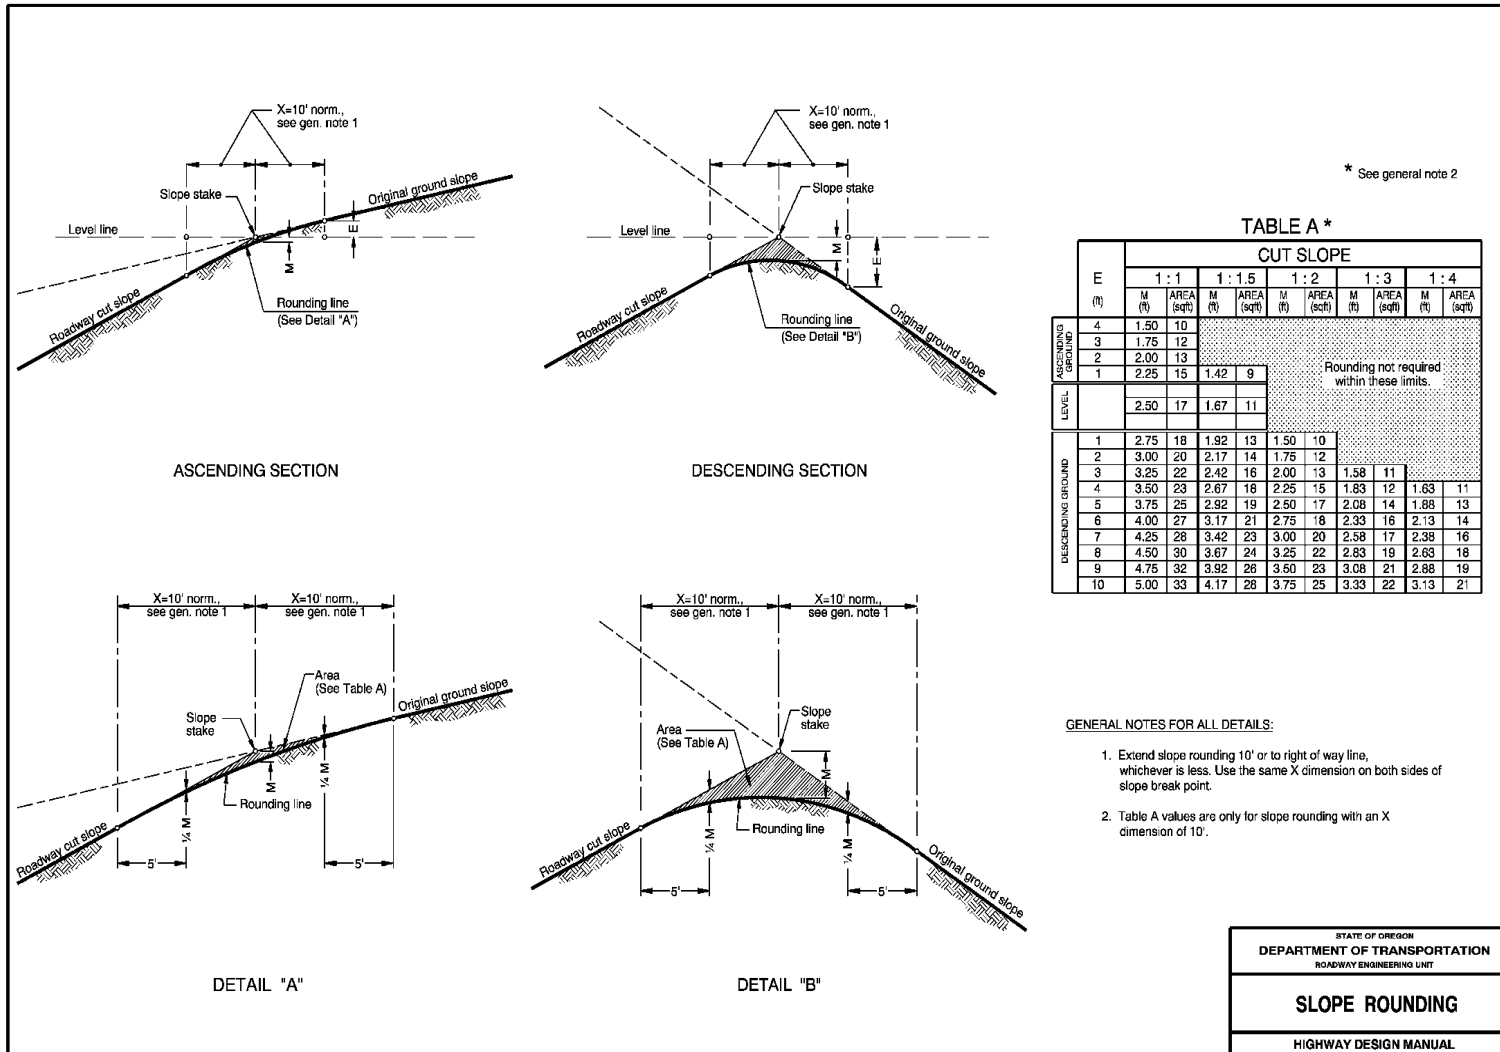 X=10' norm.,
see gen. note 1
Slope stake
Original ground slope
Level line
E
M
Rounding line
(See Detail "A")
Roadway cut slope
ASCENDING SECTION
X=10' norm.,
see gen. note 1
Slope stake
Level line
M
E
Rounding line
(See Detail "B")
Roadway cut slope
Original ground slope
DESCENDING SECTION
* See general note 2
TABLE A *
CUT SLOPE
E 1 : 1 1 : 1.5 1 : 2 1 : 3 1 : 4
(ft) M (ft) AREA (sqft) M (ft) AREA (sqft) M (ft) AREA (sqft) M (ft) AREA (sqft) M (ft) AREA (sqft)
ASCENDING GROUND
4 1.50 10
3 1.75 12
2 2.00 13
1 2.25 15 1.42 9
Rounding not required
within these limits.
LEVEL
2.50 17 1.67 11
DESCENDING GROUND
1 2.75 18 1.92 13 1.50 10
2 3.00 20 2.17 14 1.75 12
3 3.25 22 2.42 16 2.00 13 1.58 11
4 3.50 23 2.67 18 2.25 15 1.83 12 1.63 11
5 3.75 25 2.92 19 2.50 17 2.08 14 1.88 13
6 4.00 27 3.17 21 2.75 18 2.33 16 2.13 14
7 4.25 28 3.42 23 3.00 20 2.58 17 2.38 16
8 4.50 30 3.67 24 3.25 22 2.83 19 2.63 18
9 4.75 32 3.92 26 3.50 23 3.08 21 2.88 19
10 5.00 33 4.17 28 3.75 25 3.33 22 3.13 21
X=10' norm.,
see gen. note 1
X=10' norm.,
see gen. note 1
Area
(See Table A)
Original ground slope
Slope
stake
M
¼ M
Rounding line
¼ M
Roadway cut slope
5'
5'
DETAIL "A"
X=10' norm.,
see gen. note 1
X=10' norm.,
see gen. note 1
Slope
stake
Area
(See Table A)
M
Rounding line
¼ M
¼ M
Roadway cut slope
Original ground slope
5'
5'
DETAIL "B"
GENERAL NOTES FOR ALL DETAILS:
1. Extend slope rounding 10' or to right of way line,
whichever is less. Use the same X dimension on both sides of
slope break point.
2. Table A values are only for slope rounding with an X
dimension of 10'.
STATE OF OREGON
DEPARTMENT OF TRANSPORTATION
ROADWAY ENGINEERING UNIT
SLOPE ROUNDING
HIGHWAY DESIGN MANUAL